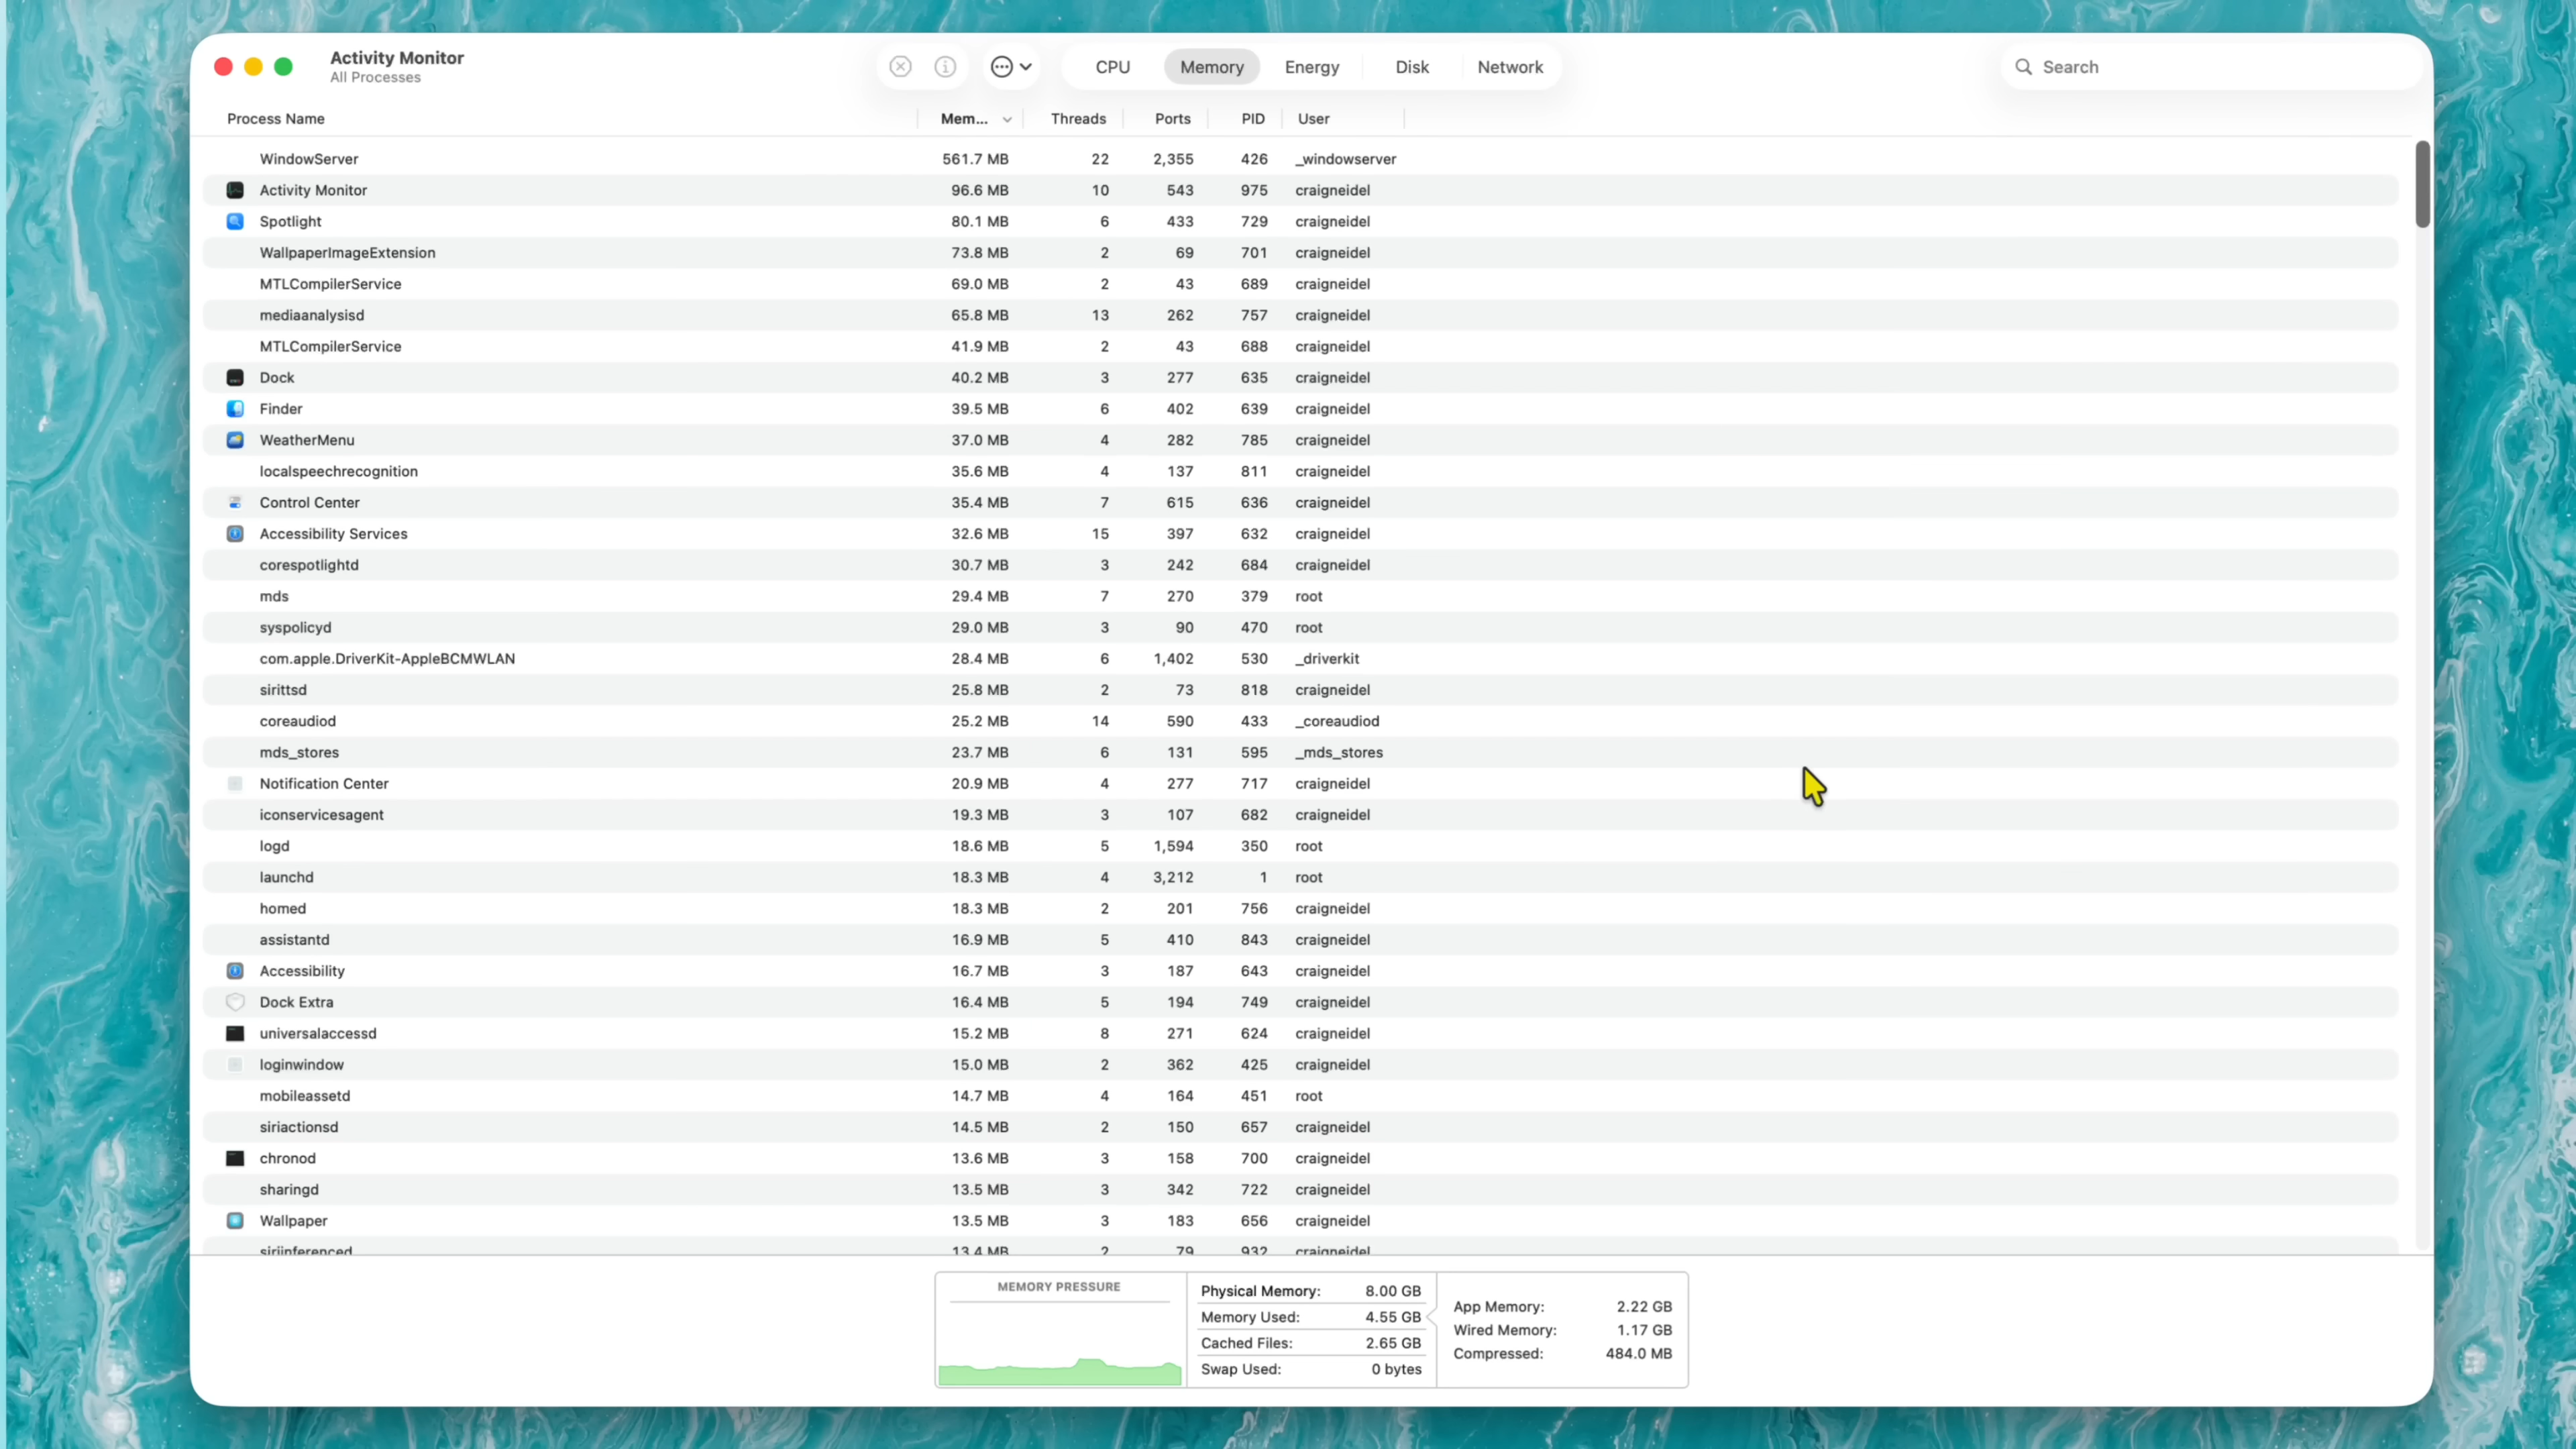 Activity Monitor
All Processes
CPU Memory Energy Disk Network
Search
Process Name Mem... Threads Ports PID User
WindowServer 561.7 MB 22 2,355 426 _windowserver
Activity Monitor 96.6 MB 10 543 975 craigneidel
Spotlight 80.1 MB 6 433 729 craigneidel
WallpaperImageExtension 73.8 MB 2 69 701 craigneidel
MTLCompilerService 69.0 MB 2 43 689 craigneidel
mediaanalysisd 65.8 MB 13 262 757 craigneidel
MTLCompilerService 41.9 MB 2 43 688 craigneidel
Dock 40.2 MB 3 277 635 craigneidel
Finder 39.5 MB 6 402 639 craigneidel
WeatherMenu 37.0 MB 4 282 785 craigneidel
localspeechrecognition 35.6 MB 4 137 811 craigneidel
Control Center 35.4 MB 7 615 636 craigneidel
Accessibility Services 32.6 MB 15 397 632 craigneidel
corespotlightd 30.7 MB 3 242 684 craigneidel
mds 29.4 MB 7 270 379 root
syspolicyd 29.0 MB 3 90 470 root
com.apple.DriverKit-AppleBCMWLAN 28.4 MB 6 1,402 530 _driverkit
sirittsd 25.8 MB 2 73 818 craigneidel
coreaudiod 25.2 MB 14 590 433 _coreaudiod
mds_stores 23.7 MB 6 131 595 _mds_stores
Notification Center 20.9 MB 4 277 717 craigneidel
iconservicesagent 19.3 MB 3 107 682 craigneidel
logd 18.6 MB 5 1,594 350 root
launchd 18.3 MB 4 3,212 1 root
homed 18.3 MB 2 201 756 craigneidel
assistantd 16.9 MB 5 410 843 craigneidel
Accessibility 16.7 MB 3 187 643 craigneidel
Dock Extra 16.4 MB 5 194 749 craigneidel
universalaccessd 15.2 MB 8 271 624 craigneidel
loginwindow 15.0 MB 2 362 425 craigneidel
mobileassetd 14.7 MB 4 164 451 root
siriactionsd 14.5 MB 2 150 657 craigneidel
chronod 13.6 MB 3 158 700 craigneidel
sharingd 13.5 MB 3 342 722 craigneidel
Wallpaper 13.5 MB 3 183 656 craigneidel
siriinferenced 13.4 MB 2 79 932 craigneidel
MEMORY PRESSURE
Physical Memory: 8.00 GB
Memory Used: 4.55 GB
Cached Files: 2.65 GB
Swap Used: 0 bytes
App Memory: 2.22 GB
Wired Memory: 1.17 GB
Compressed: 484.0 MB